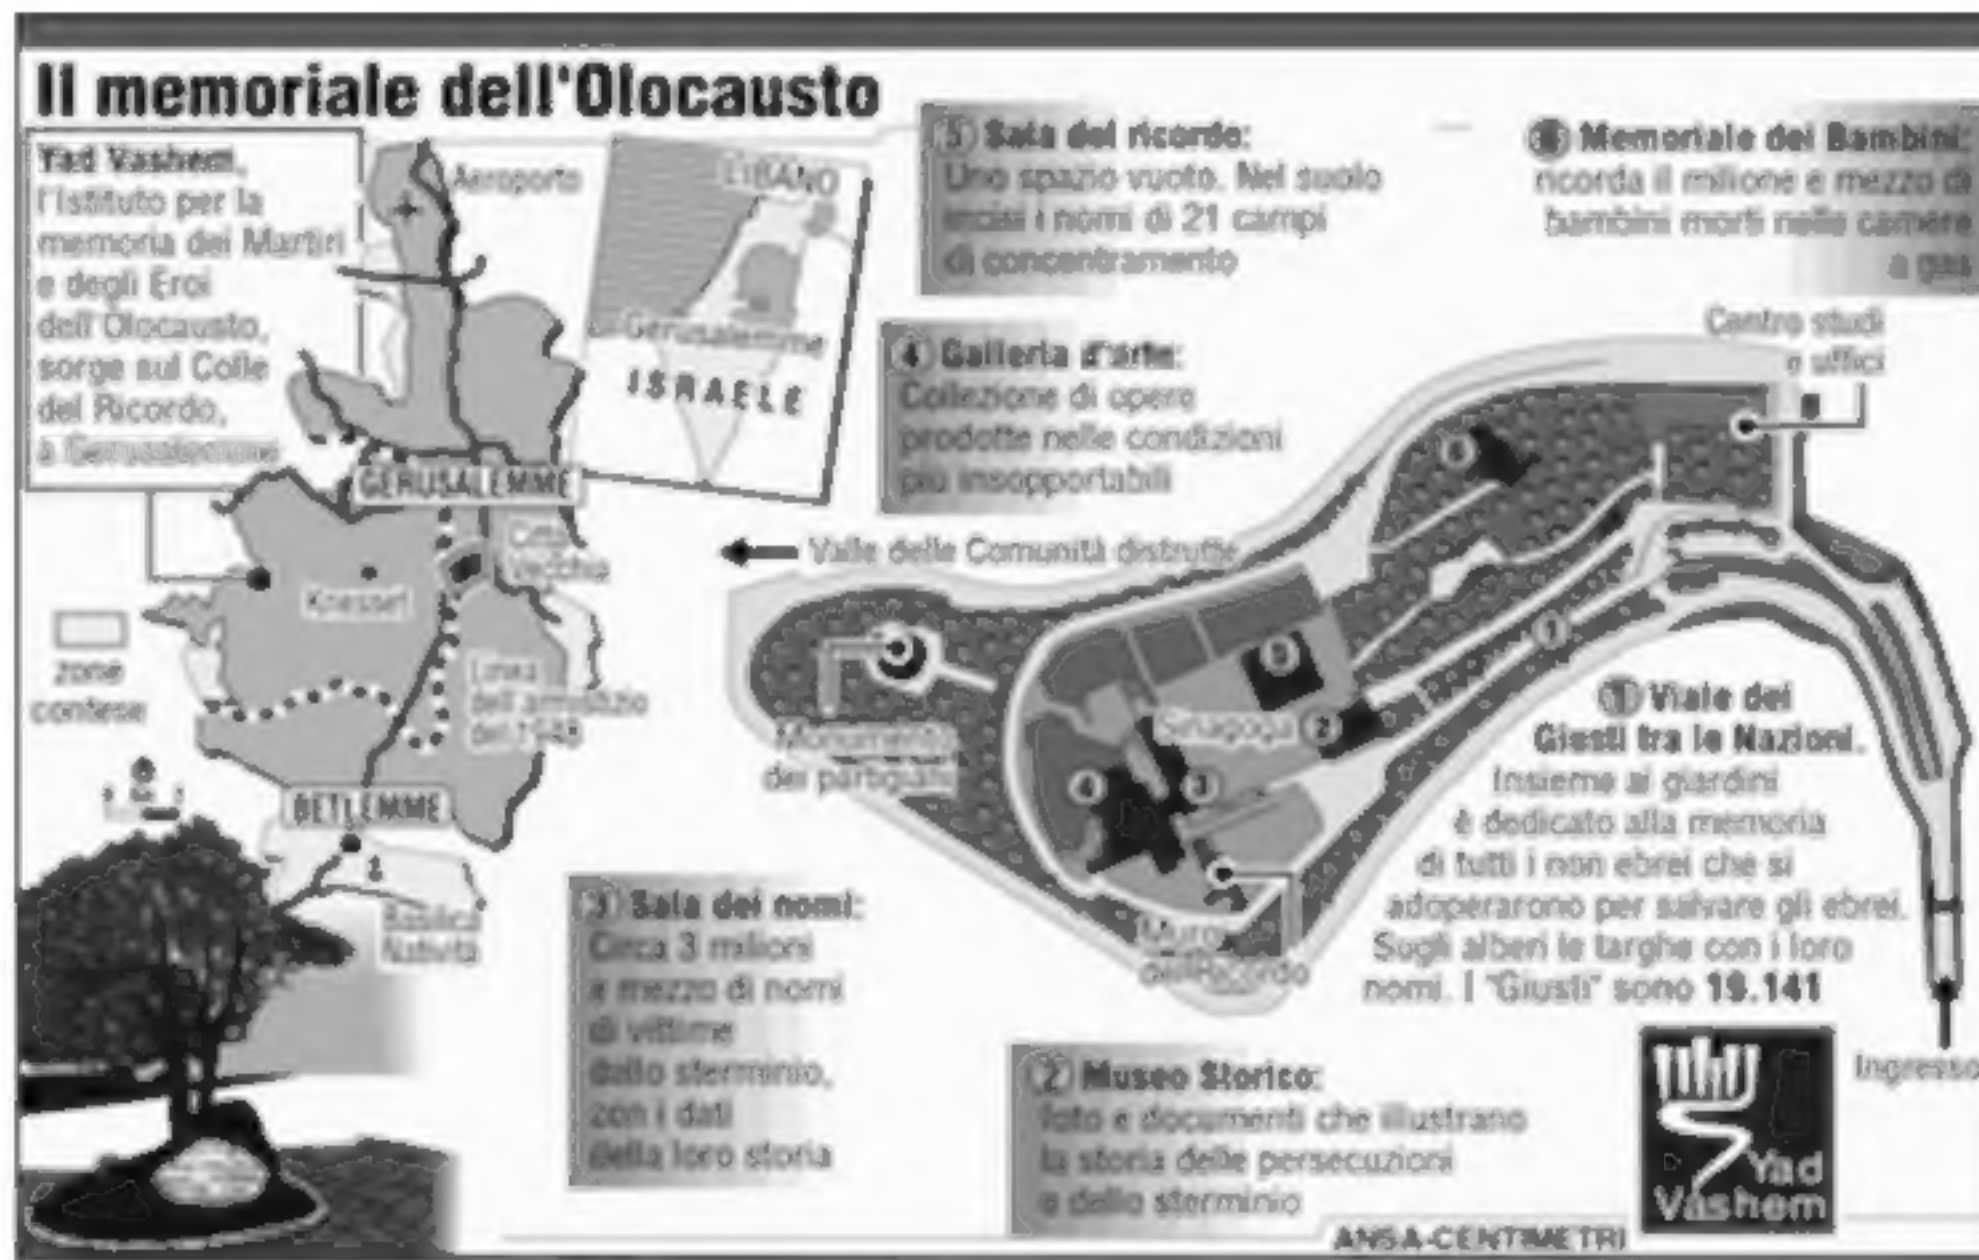 Il memoriale dell'Olocausto
Yad Vashem,
l'Istituto per la
memoria dei Martiri
e degli Eroi
dell'Olocausto,
sorge sul Colle
del Ricordo,
a Gerusalemme
Aeroporto
LIBANO
Gerusalemme
ISRAELE
GERUSALEMME
Città
Vecchia
Knesset
zone
contese
Linea
dell'armistizio
del 1948
BETLEMME
Basilica
Natività
5 Sala del ricordo:
Uno spazio vuoto. Nel suolo
incisi i nomi di 21 campi
di concentramento
6 Memoriale dei Bambini:
ricorda il milione e mezzo di
bambini morti nelle camere
a gas
4 Galleria d'arte:
Collezione di opere
prodotte nelle condizioni
più insopportabili
Centro studi
e uffici
Valle delle Comunità distrutte
6
1
5
Sinagoga 2
4
3
Monumento
dei partigiani
Muro
del Ricordo
1 Viale dei
Giusti tra le Nazioni.
Insieme ai giardini
è dedicato alla memoria
di tutti i non ebrei che si
adoperarono per salvare gli ebrei.
Sugli alberi le targhe con i loro
nomi. I "Giusti" sono 19.141
3 Sala dei nomi:
Circa 3 milioni
e mezzo di nomi
di vittime
dello sterminio,
con i dati
della loro storia
2 Museo Storico:
foto e documenti che illustrano
la storia delle persecuzioni
e dello sterminio
Ingresso
Yad
Vashem
ANSA-CENTIMETRI